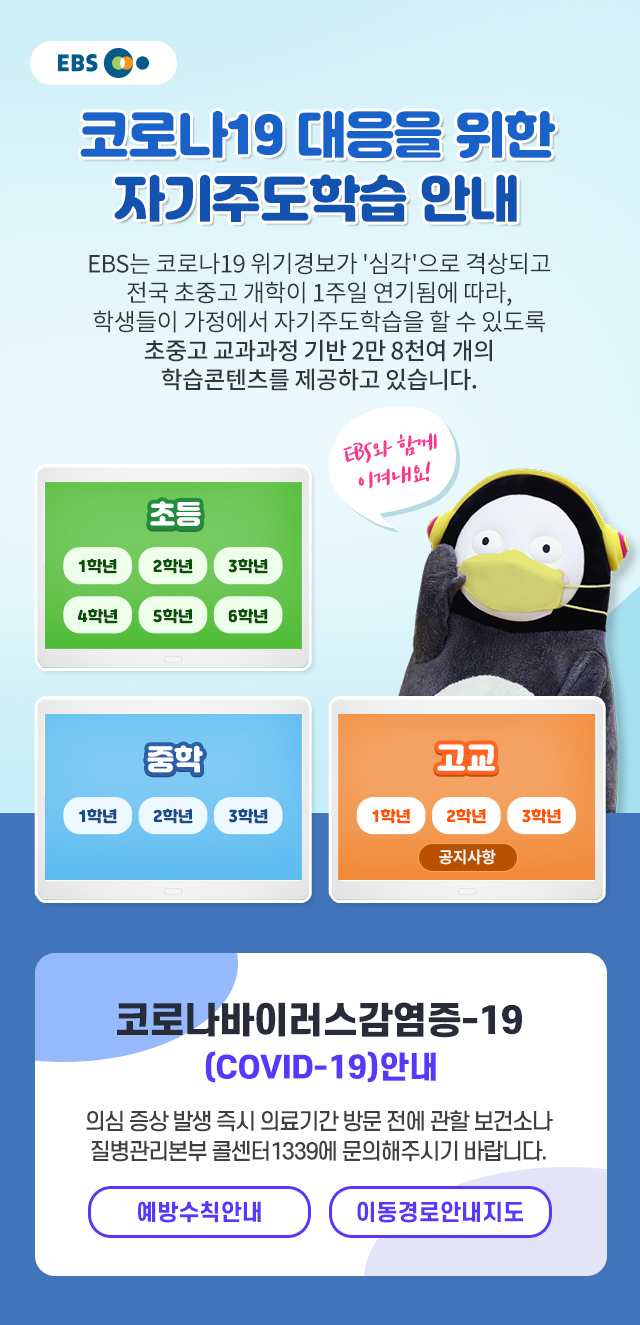 EBS
코로나19 대응을 위한
자기주도학습 안내
EBS는 코로나19 위기경보가 '심각'으로 격상되고
전국 초중고 개학이 1주일 연기됨에 따라,
학생들이 가정에서 자기주도학습을 할 수 있도록
초중고 교과과정 기반 2만 8천여 개의
학습콘텐츠를 제공하고 있습니다.
EBS와 함께
이겨내요!
초등
1학년 2학년 3학년
4학년 5학년 6학년
중학
1학년 2학년 3학년
고교
1학년 2학년 3학년
공지사항
코로나바이러스감염증-19
(COVID-19)안내
의심 증상 발생 즉시 의료기간 방문 전에 관할 보건소나
질병관리본부 콜센터1339에 문의해주시기 바랍니다.
예방수칙안내 이동경로안내지도